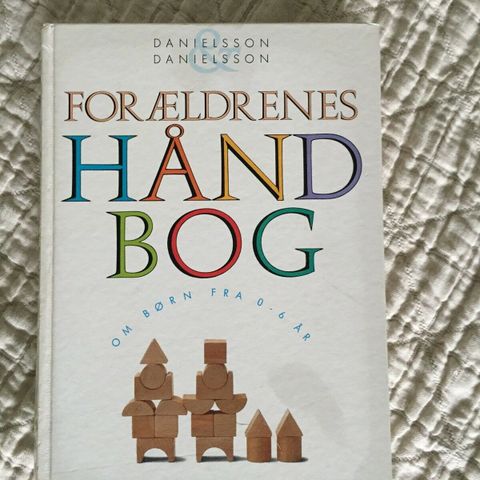 DANIELSSON
&
DANIELSSON
FORÆLDRENES
HÅND
BOG
OM BØRN FRA 0-6 ÅR